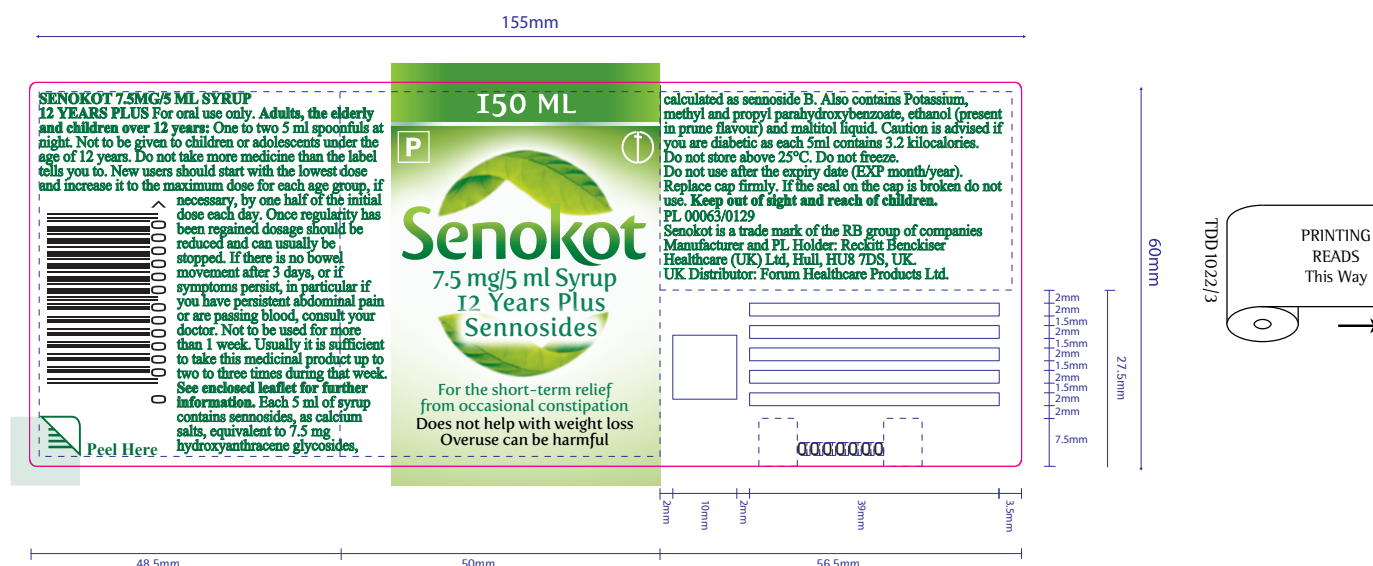 155mm
SENOKOT 7.5MG/5 ML SYRUP
12 YEARS PLUS For oral use only. Adults, the elderly
and children over 12 years: One to two 5 ml spoonfuls at
night. Not to be given to children or adolescents under the
age of 12 years. Do not take more medicine than the label
tells you to. New users should start with the lowest dose
and increase it to the maximum dose for each age group, if
necessary, by one half of the initial
dose each day. Once regularity has
been regained dosage should be
reduced and can usually be
stopped. If there is no bowel
movement after 3 days, or if
symptoms persist, in particular if
you have persistent abdominal pain
or are passing blood, consult your
doctor. Not to be used for more
than 1 week. Usually it is sufficient
to take this medicinal product up to
two to three times during that week.
See enclosed leaflet for further
information. Each 5 ml of syrup
contains sennosides, as calcium
salts, equivalent to 7.5 mg
hydroxyanthracene glycosides,
Peel Here
0 000000 000000 >
150 ML
P
Senokot
7.5 mg/5 ml Syrup
12 Years Plus
Sennosides
For the short-term relief
from occasional constipation
Does not help with weight loss
Overuse can be harmful
calculated as sennoside B. Also contains Potassium,
methyl and propyl parahydroxybenzoate, ethanol (present
in prune flavour) and maltitol liquid. Caution is advised if
you are diabetic as each 5ml contains 3.2 kilocalories.
Do not store above 25°C. Do not freeze.
Do not use after the expiry date (EXP month/year).
Replace cap firmly. If the seal on the cap is broken do not
use. Keep out of sight and reach of children.
PL 00063/0129
Senokot is a trade mark of the RB group of companies
Manufacturer and PL Holder: Reckitt Benckiser
Healthcare (UK) Ltd, Hull, HU8 7DS, UK.
UK Distributor: Forum Healthcare Products Ltd.
0000000
2mm
2mm
1.5mm
2mm
1.5mm
2mm
1.5mm
2mm
1.5mm
2mm
2mm
7.5mm
27.5mm
60mm
2mm
10mm
2mm
39mm
3.5mm
48.5mm
50mm
56.5mm
TDD1022/3
PRINTING
READS
This Way